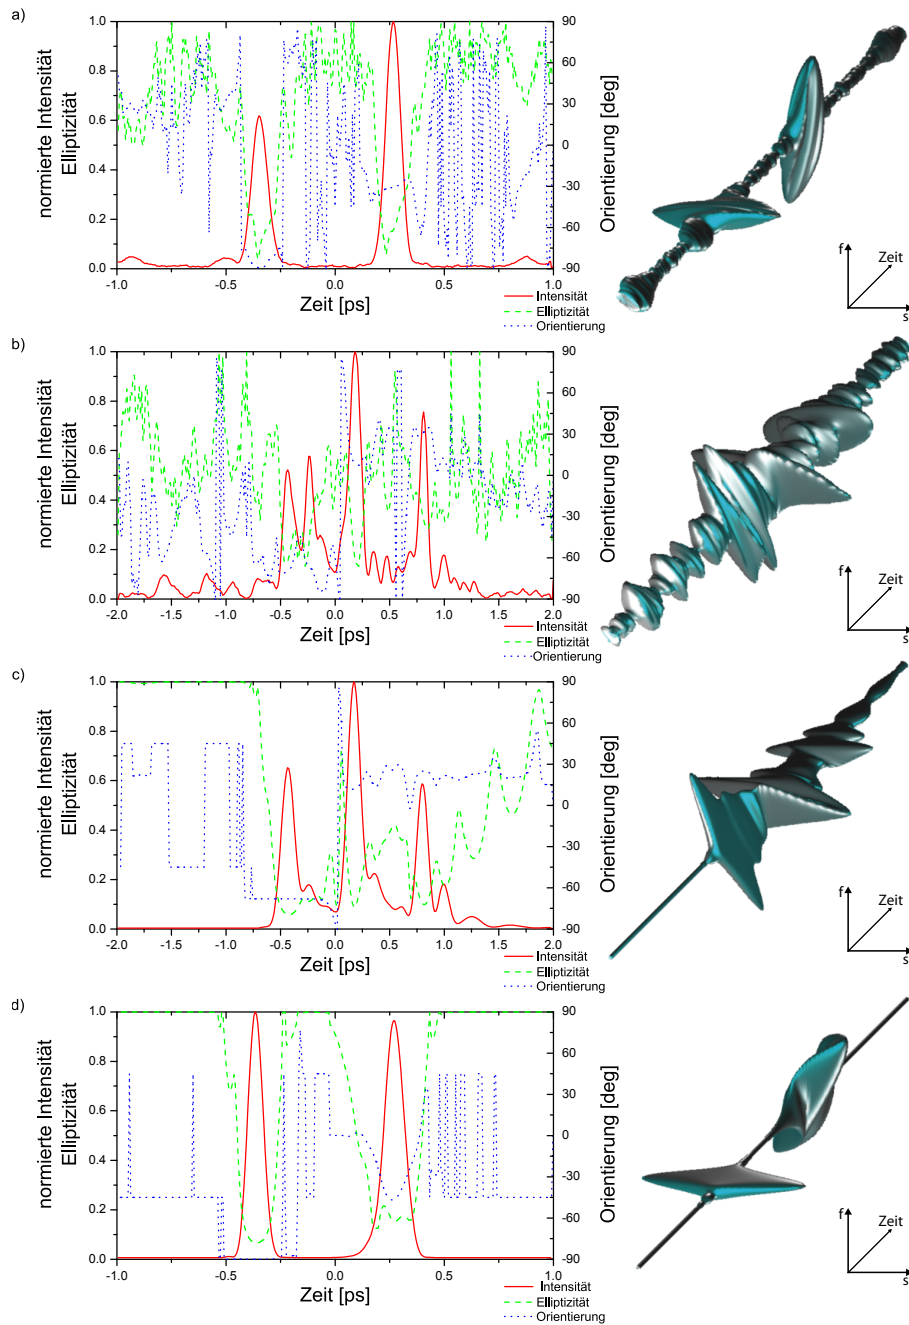 a)
1.0
0.8
0.6
0.4
0.2
0.0
normierte Intensität
Elliptizität
90
60
30
0
-30
-60
-90
Orientierung [deg]
-1.0 -0.5 0.0 0.5 1.0
Zeit [ps]
Intensität
Elliptizität
Orientierung
f
Zeit
s
b)
1.0
0.8
0.6
0.4
0.2
0.0
normierte Intensität
Elliptizität
90
60
30
0
-30
-60
-90
Orientierung [deg]
-2.0 -1.5 -1.0 -0.5 0.0 0.5 1.0 1.5 2.0
Zeit [ps]
Intensität
Elliptizität
Orientierung
f
Zeit
s
c)
1.0
0.8
0.6
0.4
0.2
0.0
normierte Intensität
Elliptizität
90
60
30
0
-30
-60
-90
Orientierung [deg]
-2.0 -1.5 -1.0 -0.5 0.0 0.5 1.0 1.5 2.0
Zeit [ps]
Intensität
Elliptizität
Orientierung
f
Zeit
s
d)
1.0
0.8
0.6
0.4
0.2
0.0
normierte Intensität
Elliptizität
90
60
30
0
-30
-60
-90
Orientierung [deg]
-1.0 -0.5 0.0 0.5 1.0
Zeit [ps]
Intensität
Elliptizität
Orientierung
f
Zeit
s